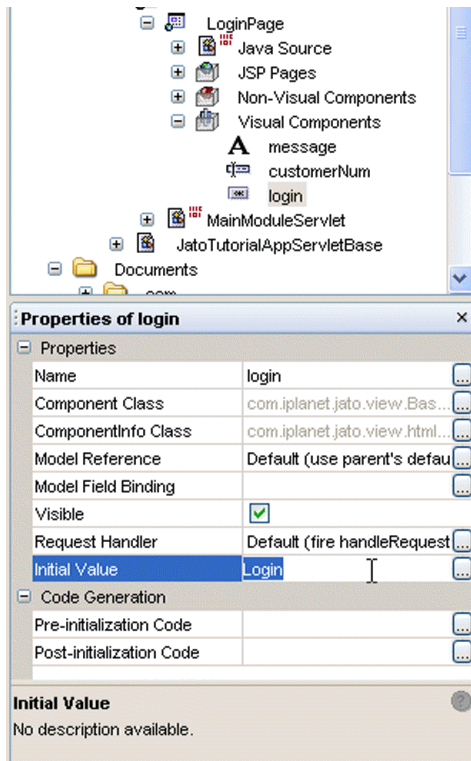 LoginPage
Java Source
JSP Pages
Non-Visual Components
Visual Components
A message
customerNum
login
MainModuleServlet
JatoTutorialAppServletBase
Documents
Properties of login
Properties
Name login ...
Component Class com.iplanet.jato.view.Bas... ...
ComponentInfo Class com.iplanet.jato.view.html... ...
Model Reference Default (use parent's defau ...
Model Field Binding ...
Visible
Request Handler Default (fire handleRequest ...
Initial Value Login ...
Code Generation
Pre-initialization Code ...
Post-initialization Code ...
Initial Value ?
No description available.